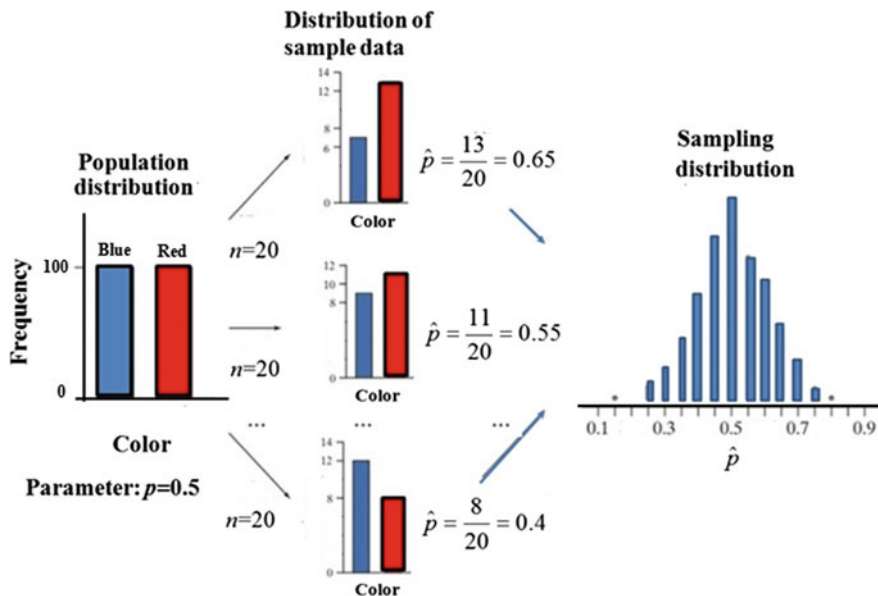 Distribution of
sample data
14
12
8
6
0
Color
p̂ = 13/20 = 0.65
Population
distribution
Frequency
100
0
Blue
Red
Color
Parameter: p=0.5
n=20
n=20
...
n=20
12
10
8
0
Color
p̂ = 11/20 = 0.55
...
...
14
12
8
0
Color
p̂ = 8/20 = 0.4
Sampling
distribution
0.1 0.3 0.5 0.7 0.9
p̂